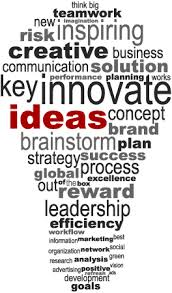 think big
teamwork
new imagination
risk inspiring
creative business
communication solution
performance planning works
key innovate
ideas concept
brand
brainstorm plan
strategy success
global process
out of the box excellence
reward
leadership
efficiency
workflow
information marketing best
organization network social
research analysis green
advertising positive vision
refresh ads
development
goals